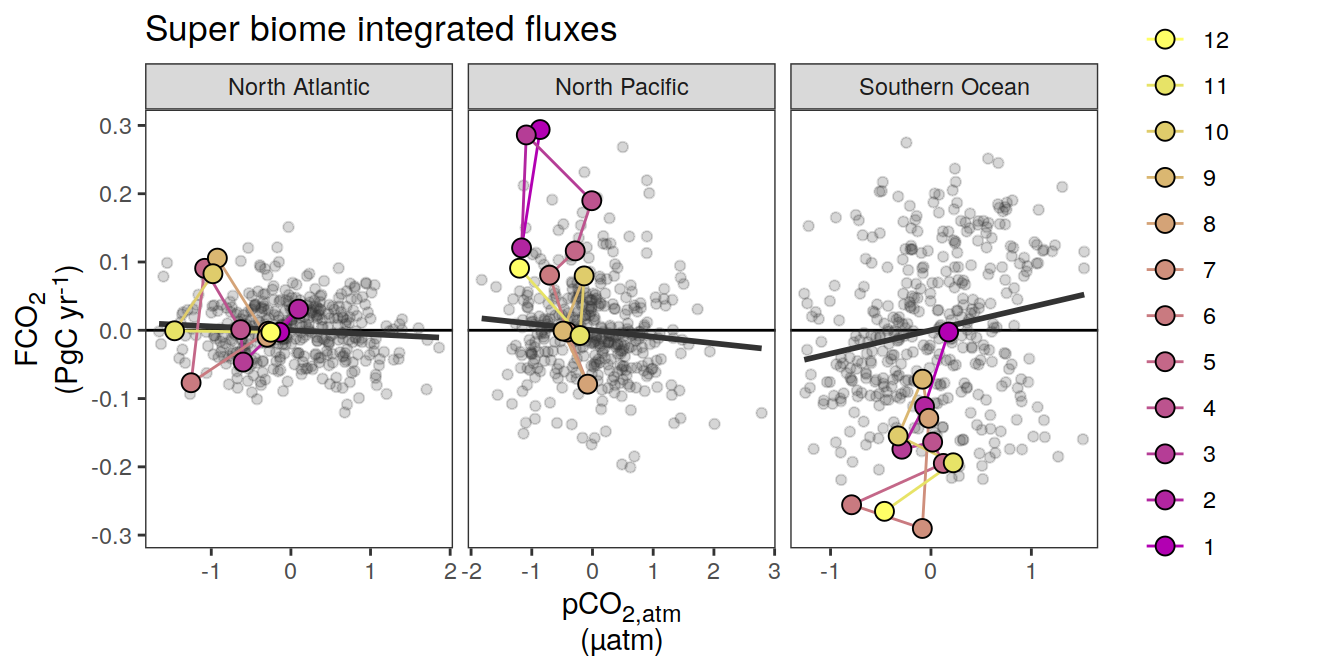 Super biome integrated fluxes
North Atlantic
North Pacific
Southern Ocean
0.3
0.2
0.1
0.0
-0.1
-0.2
-0.3
FCO₂
(PgC yr⁻¹)
-1 0 1 2
-2 -1 0 1 2 3
-1 0 1
pCO₂,atm
(µatm)
12
11
10
9
8
7
6
5
4
3
2
1